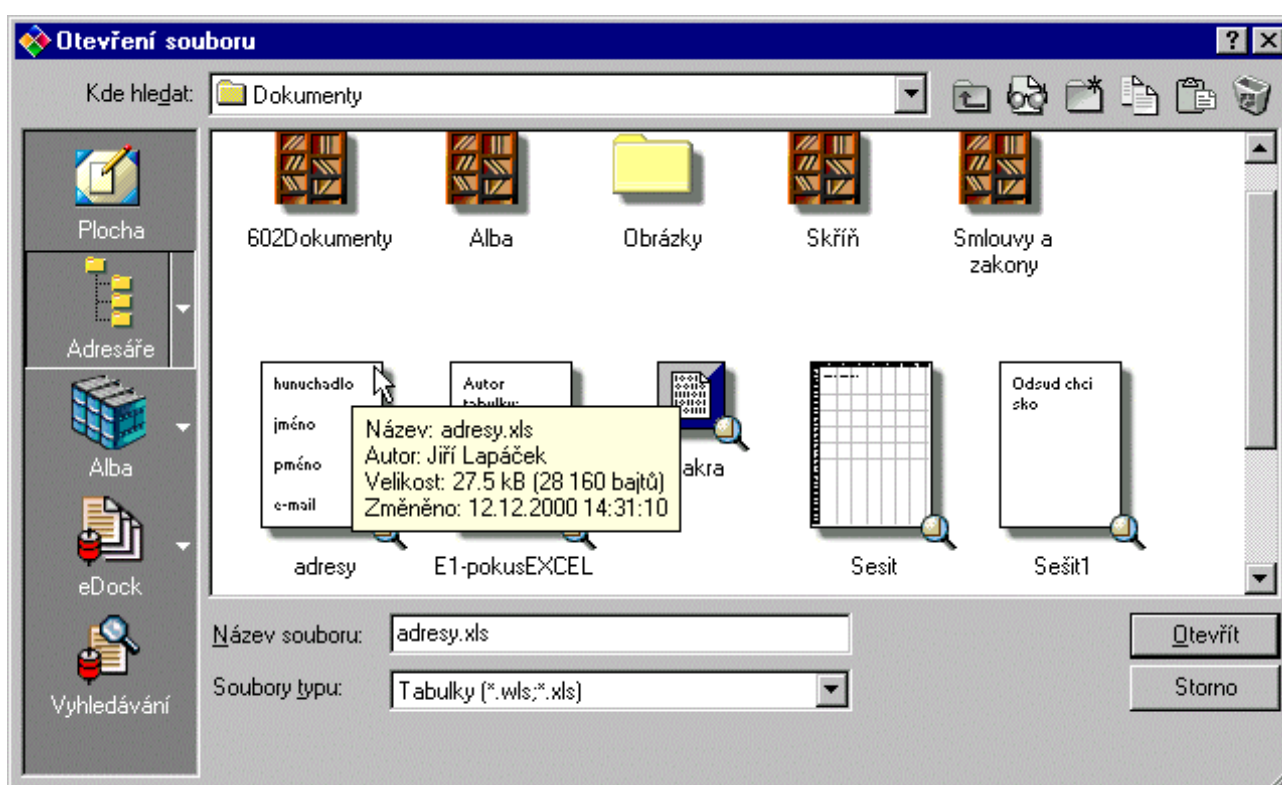 Otevření souboru
Kde hledat:
Dokumenty
Plocha
Adresáře
Alba
eDock
Vyhledávání
602Dokumenty
Alba
Obrázky
Skříň
Smlouvy a
zakony
hunuchadlo
jméno
pméno
e-mail
Autor
tabulky:
Odsud chci
sko
Název: adresy.xls
Autor: Jiří Lapáček
Velikost: 27.5 kB (28 160 bajtů)
Změněno: 12.12.2000 14:31:10
akra
adresy
E1-pokusEXCEL
Sesit
Sešit1
Název souboru:
adresy.xls
Otevřít
Soubory typu:
Tabulky (*.wls;*.xls)
Storno